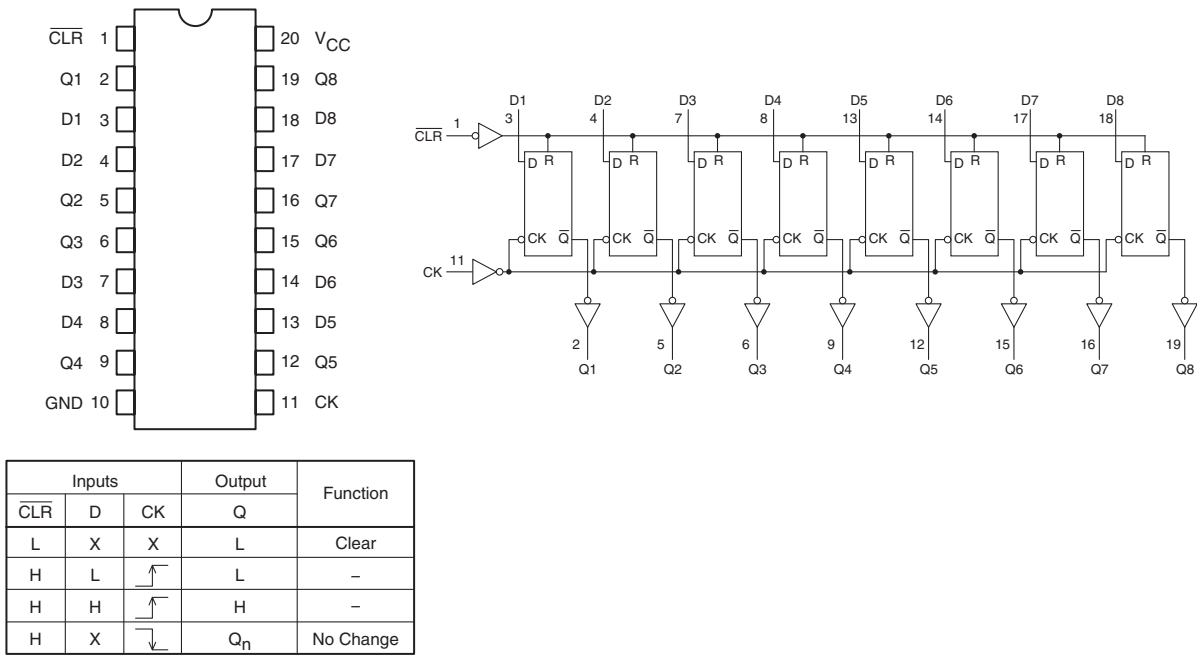 CLR 1 20 VCC
Q1 2 19 Q8
D1 3 18 D8
D2 4 17 D7
Q2 5 16 Q7
Q3 6 15 Q6
D3 7 14 D6
D4 8 13 D5
Q4 9 12 Q5
GND 10 11 CK
D1 D2 D3 D4 D5 D6 D7 D8
3 4 7 8 13 14 17 18
CLR 1
D R D R D R D R D R D R D R D R
CK Q CK Q CK Q CK Q CK Q CK Q CK Q CK Q
CK 11
2 5 6 9 12 15 16 19
Q1 Q2 Q3 Q4 Q5 Q6 Q7 Q8
Inputs Output Function
CLR D CK Q
L X X L Clear
H L L –
H H H –
H X Qn No Change